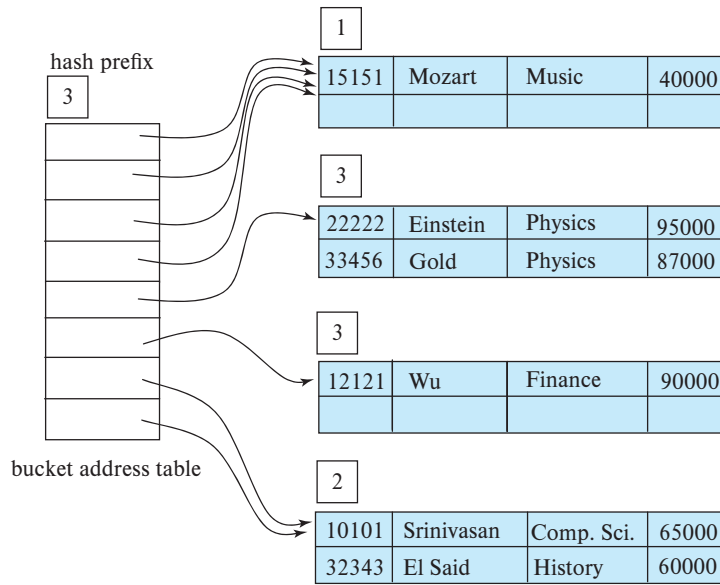 1
hash prefix
3
15151 Mozart Music 40000
3
22222 Einstein Physics 95000
33456 Gold Physics 87000
3
12121 Wu Finance 90000
bucket address table
2
10101 Srinivasan Comp. Sci. 65000
32343 El Said History 60000